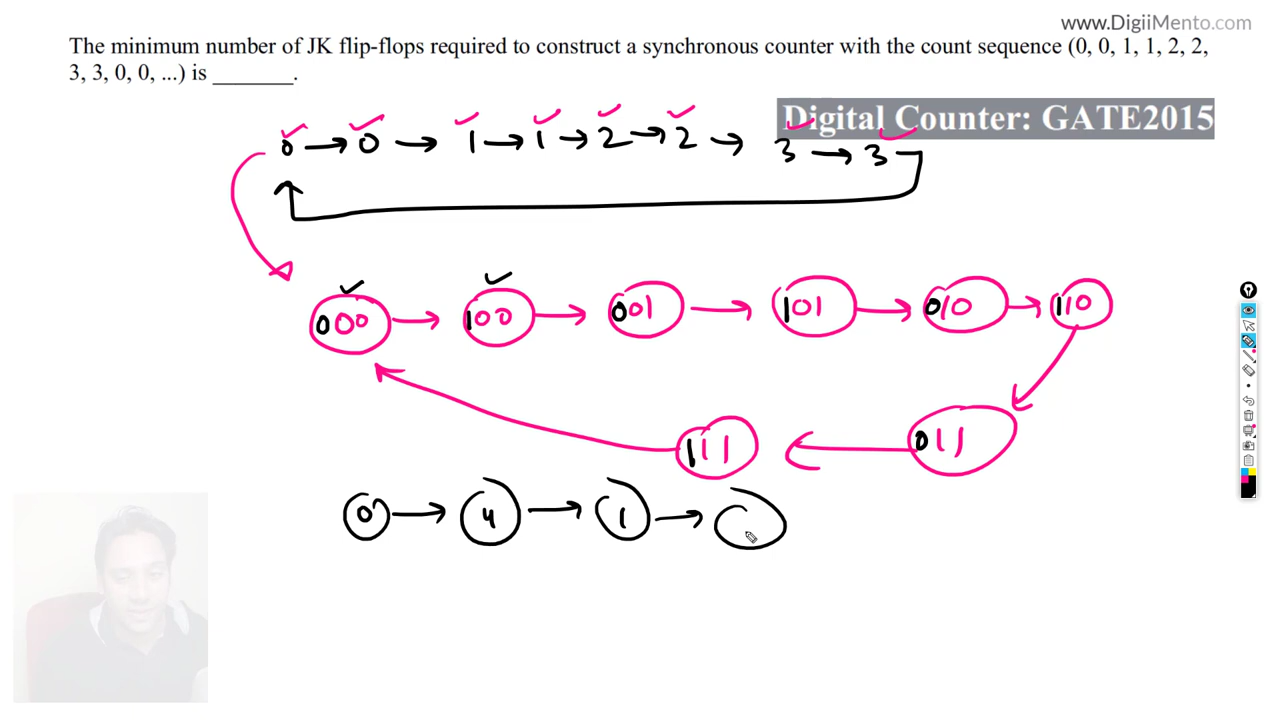 www.DigiiMento.com
The minimum number of JK flip-flops required to construct a synchronous counter with the count sequence (0, 0, 1, 1, 2, 2,
3, 3, 0, 0, ...) is _______.
Digital Counter: GATE2015
0 → 0 → 1 → 1 → 2 → 2 → 3 → 3
000 → 100 → 001 → 101 → 010 → 110
111 ← 011
0 → 4 → 1 →